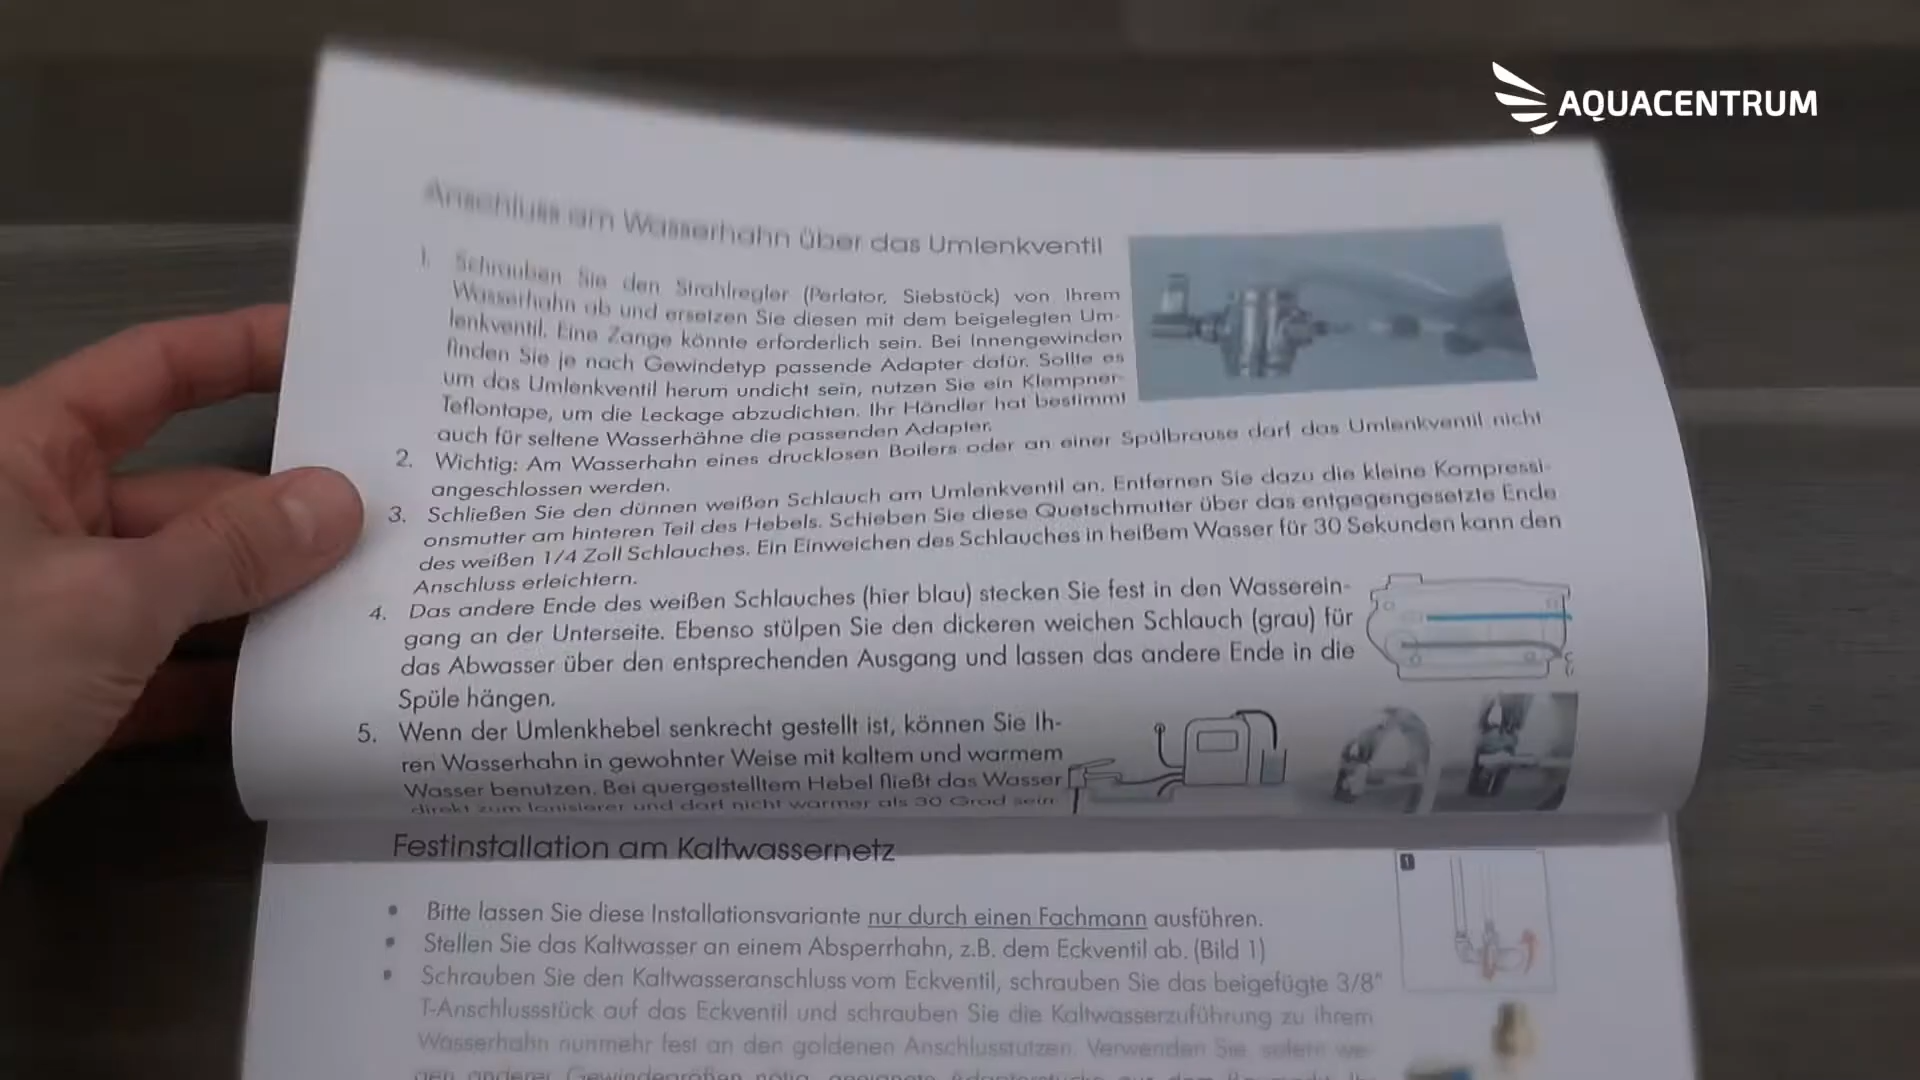 AQUACENTRUM
Anschluss am Wasserhahn über das Umlenkventil
1. Schrauben Sie den Strahlregler (Perlator, Siebstück) von Ihrem
Wasserhahn ab und ersetzen Sie diesen mit dem beigelegten Um-
lenkventil. Eine Zange könnte erforderlich sein. Bei Innengewinden
finden Sie je nach Gewindetyp passende Adapter dafür. Sollte es
um das Umlenkventil herum undicht sein, nutzen Sie ein Klempner-
Teflontape, um die Leckage abzudichten. Ihr Händler hat bestimmt
auch für seltene Wasserhähne die passenden Adapter.
2. Wichtig: Am Wasserhahn eines drucklosen Boilers oder an einer Spülbrause darf das Umlenkventil nicht
angeschlossen werden.
3. Schließen Sie den dünnen weißen Schlauch am Umlenkventil an. Entfernen Sie dazu die kleine Kompressi-
onsmutter am hinteren Teil des Hebels. Schieben Sie diese Quetschmutter über das entgegengesetzte Ende
des weißen 1/4 Zoll Schlauches. Ein Einweichen des Schlauches in heißem Wasser für 30 Sekunden kann den
Anschluss erleichtern.
4. Das andere Ende des weißen Schlauches (hier blau) stecken Sie fest in den Wasserein-
gang an der Unterseite. Ebenso stülpen Sie den dickeren weichen Schlauch (grau) für
das Abwasser über den entsprechenden Ausgang und lassen das andere Ende in die
Spüle hängen.
5. Wenn der Umlenkhebel senkrecht gestellt ist, können Sie Ih-
ren Wasserhahn in gewohnter Weise mit kaltem und warmem
Wasser benutzen. Bei quergestelltem Hebel fließt das Wasser
direkt zum Ionisierer und darf nicht wärmer als 30 Grad sein.
Festinstallation am Kaltwassernetz
1
• Bitte lassen Sie diese Installationsvariante nur durch einen Fachmann ausführen.
• Stellen Sie das Kaltwasser an einem Absperrhahn, z.B. dem Eckventil ab. (Bild 1)
• Schrauben Sie den Kaltwasseranschluss vom Eckventil, schrauben Sie das beigefügte 3/8"
T-Anschlussstück auf das Eckventil und schrauben Sie die Kaltwasserzuführung zu ihrem
Wasserhahn nunmehr fest an den goldenen Anschlusstutzen. Verwenden Sie, sofern we-
gen anderer Gewindegrößen nötig, geeignete